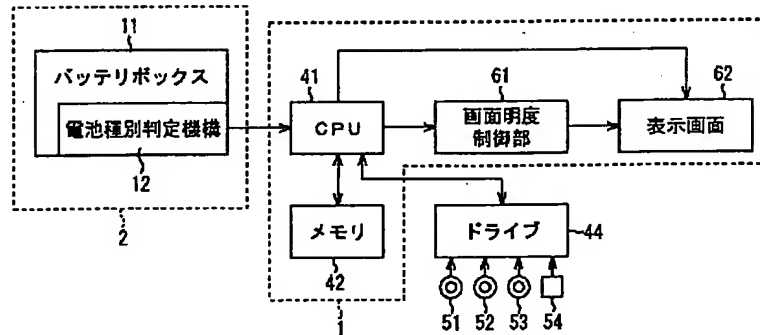 11
バッテリボックス
電池種別判定機構
12
2
41
CPU
61
画面明度
制御部
62
表示画面
メモリ
42
1
ドライブ
44
51
52
53
54